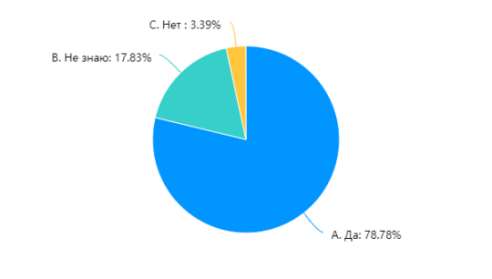 С. Нет : 3.39%
В. Не знаю: 17.83%
А. Да: 78.78%